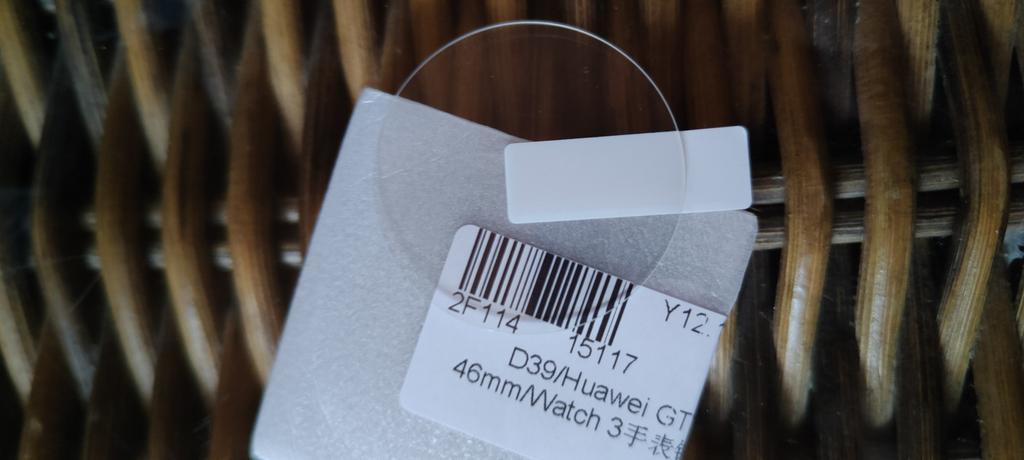 Y12.
2F114
15117
D39/Huawei GT
46mm/Watch 3手表